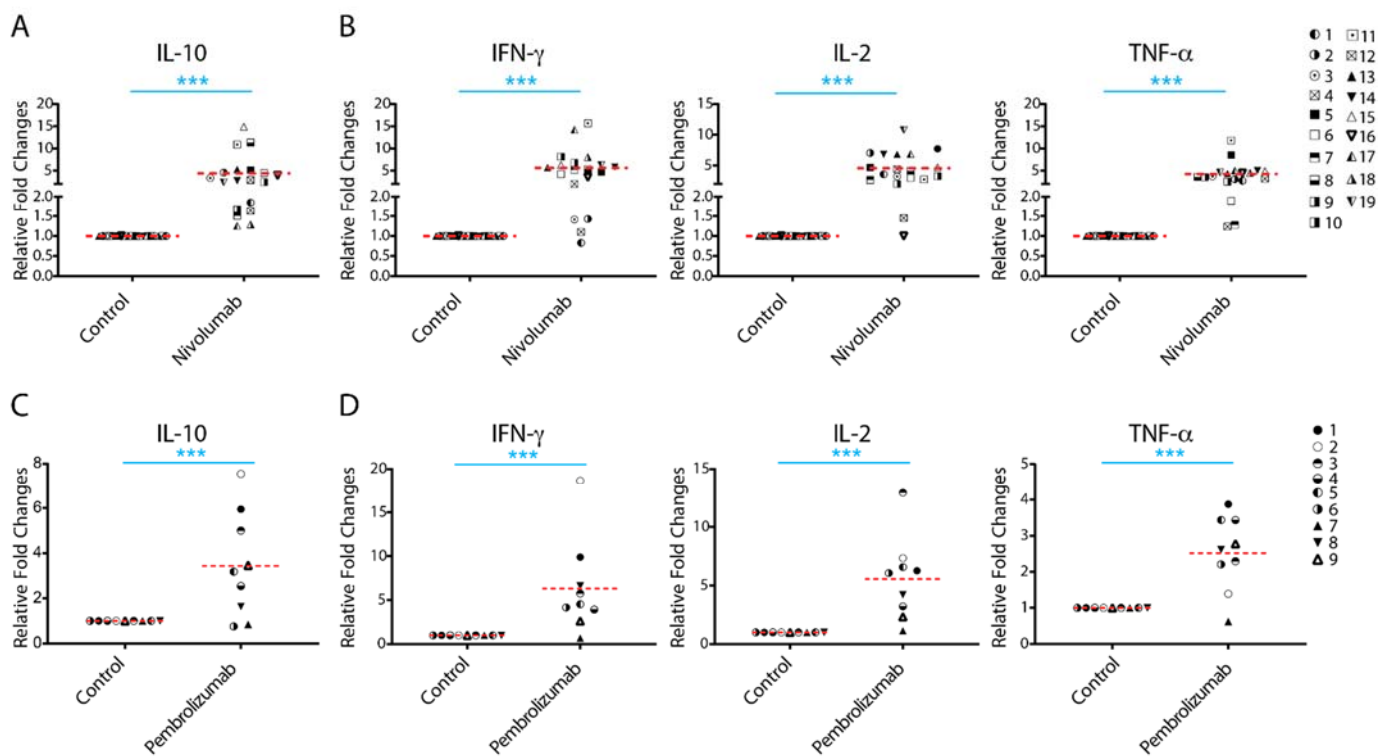 A
B
IL-10
IFN-γ
IL-2
TNF-α
***
***
***
***
Relative Fold Changes
20
15
10
5
2.0
1.5
1.0
0.5
0.0
Control
Nivolumab
Relative Fold Changes
20
15
10
5
2.0
1.5
1.0
0.5
0.0
Control
Nivolumab
Relative Fold Changes
15
10
5
2.0
1.5
1.0
0.5
0.0
Control
Nivolumab
Relative Fold Changes
20
15
10
5
2.0
1.5
1.0
0.5
0.0
Control
Nivolumab
1
2
3
4
5
6
7
8
9
10
11
12
13
14
15
16
17
18
19
C
D
IL-10
IFN-γ
IL-2
TNF-α
***
***
***
***
Relative Fold Changes
8
6
4
2
0
Control
Pembrolizumab
Relative Fold Changes
20
15
10
5
0
Control
Pembrolizumab
Relative Fold Changes
15
10
5
0
Control
Pembrolizumab
Relative Fold Changes
5
4
3
2
1
0
Control
Pembrolizumab
1
2
3
4
5
6
7
8
9